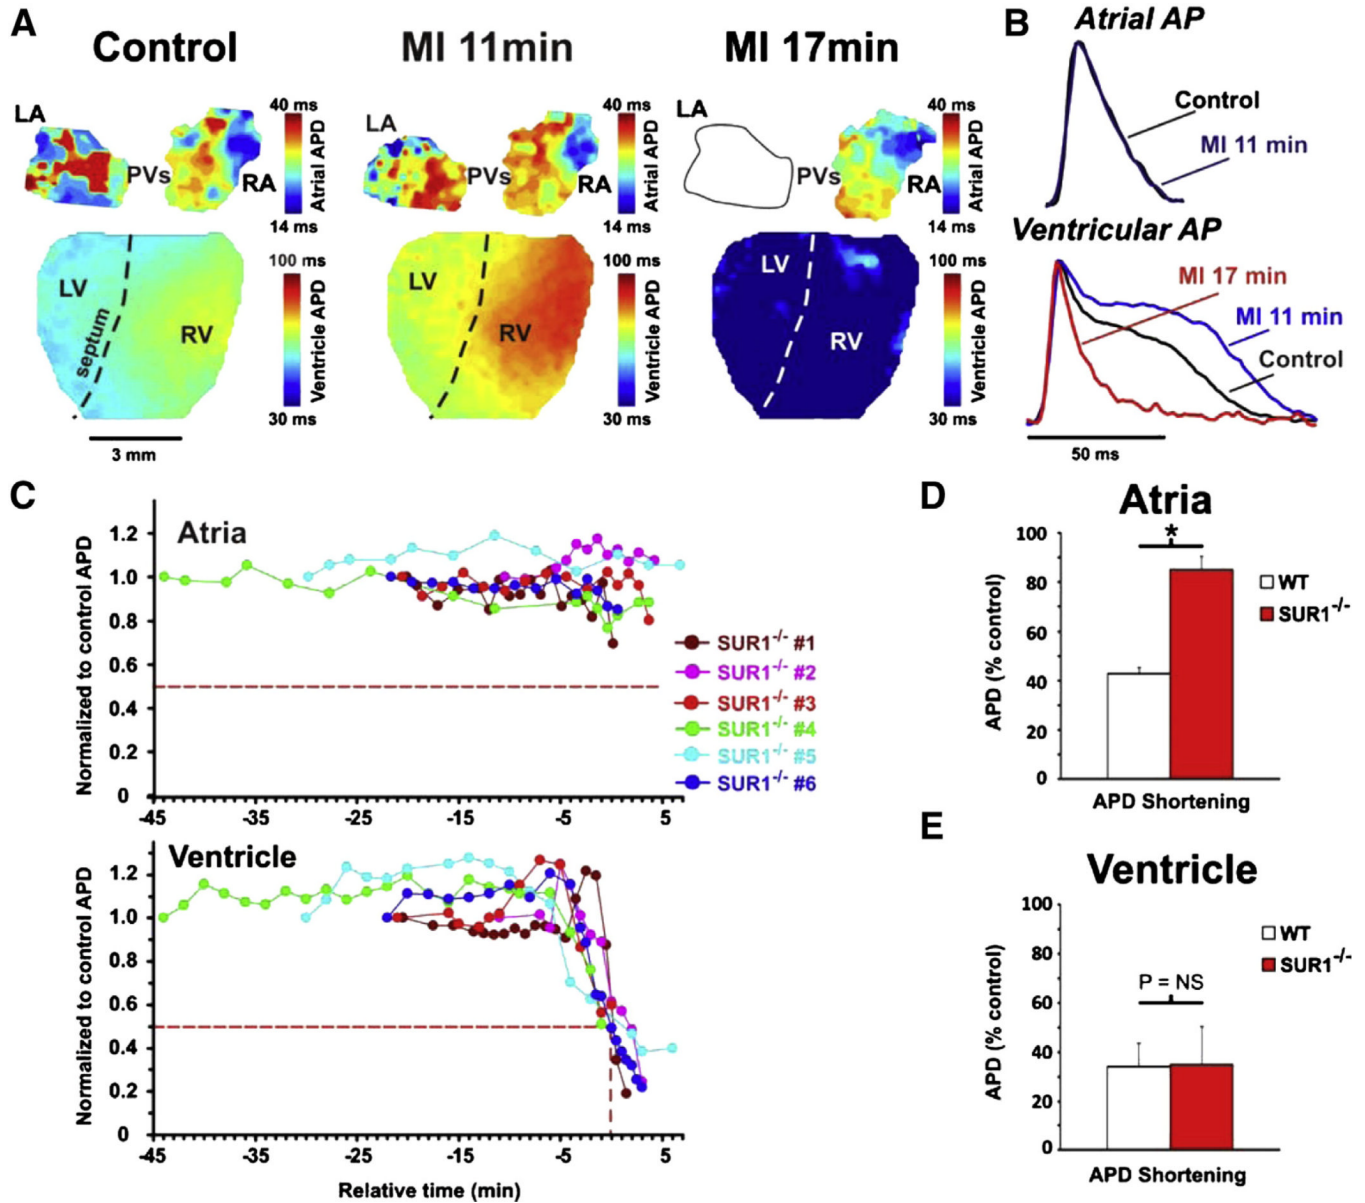 A
Control
MI 11min
MI 17min
LA
PVs
RA
40 ms
Atrial APD
14 ms
LA
PVs
RA
40 ms
Atrial APD
14 ms
LA
PVs
RA
40 ms
Atrial APD
14 ms
LV
septum
RV
100 ms
Ventricle APD
30 ms
LV
RV
100 ms
Ventricle APD
30 ms
LV
RV
100 ms
Ventricle APD
30 ms
3 mm
B
Atrial AP
Control
MI 11 min
Ventricular AP
MI 17 min
MI 11 min
Control
50 ms
C
Atria
Normalized to control APD
1.2
1.0
0.8
0.6
0.4
0.2
0
-45
-35
-25
-15
-5
5
SUR1-/- #1
SUR1-/- #2
SUR1-/- #3
SUR1-/- #4
SUR1-/- #5
SUR1-/- #6
Ventricle
Normalized to control APD
1.2
1.0
0.8
0.6
0.4
0.2
0
-45
-35
-25
-15
-5
5
Relative time (min)
D
Atria
APD (% control)
100
80
60
40
20
0
*
WT
SUR1-/-
APD Shortening
E
Ventricle
APD (% control)
100
80
60
40
20
0
P = NS
WT
SUR1-/-
APD Shortening